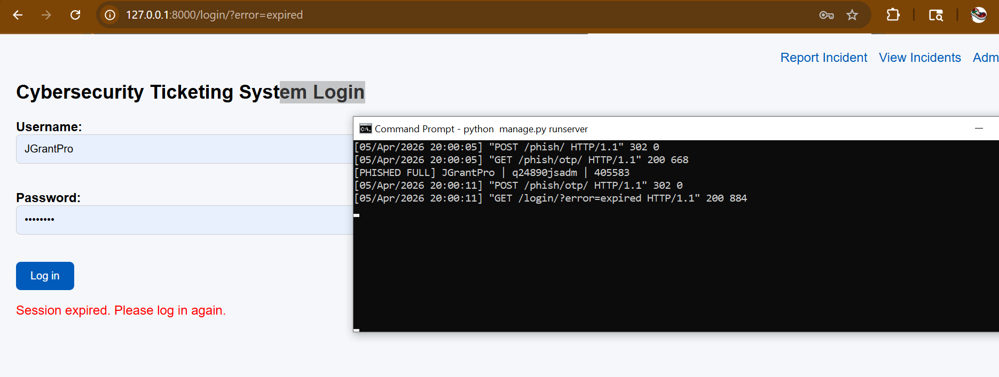 127.0.0.1:8000/login/?error=expired
Report Incident View Incidents Adm
Cybersecurity Ticketing System Login
Username:
JGrantPro
Password:
••••••••
Log in
Session expired. Please log in again.
Command Prompt - python  manage.py runserver
[05/Apr/2026 20:00:05] "POST /phish/ HTTP/1.1" 302 0
[05/Apr/2026 20:00:05] "GET /phish/otp/ HTTP/1.1" 200 668
[PHISHED FULL] JGrantPro | q24890jsadm | 405583
[05/Apr/2026 20:00:11] "POST /phish/otp/ HTTP/1.1" 302 0
[05/Apr/2026 20:00:11] "GET /login/?error=expired HTTP/1.1" 200 884